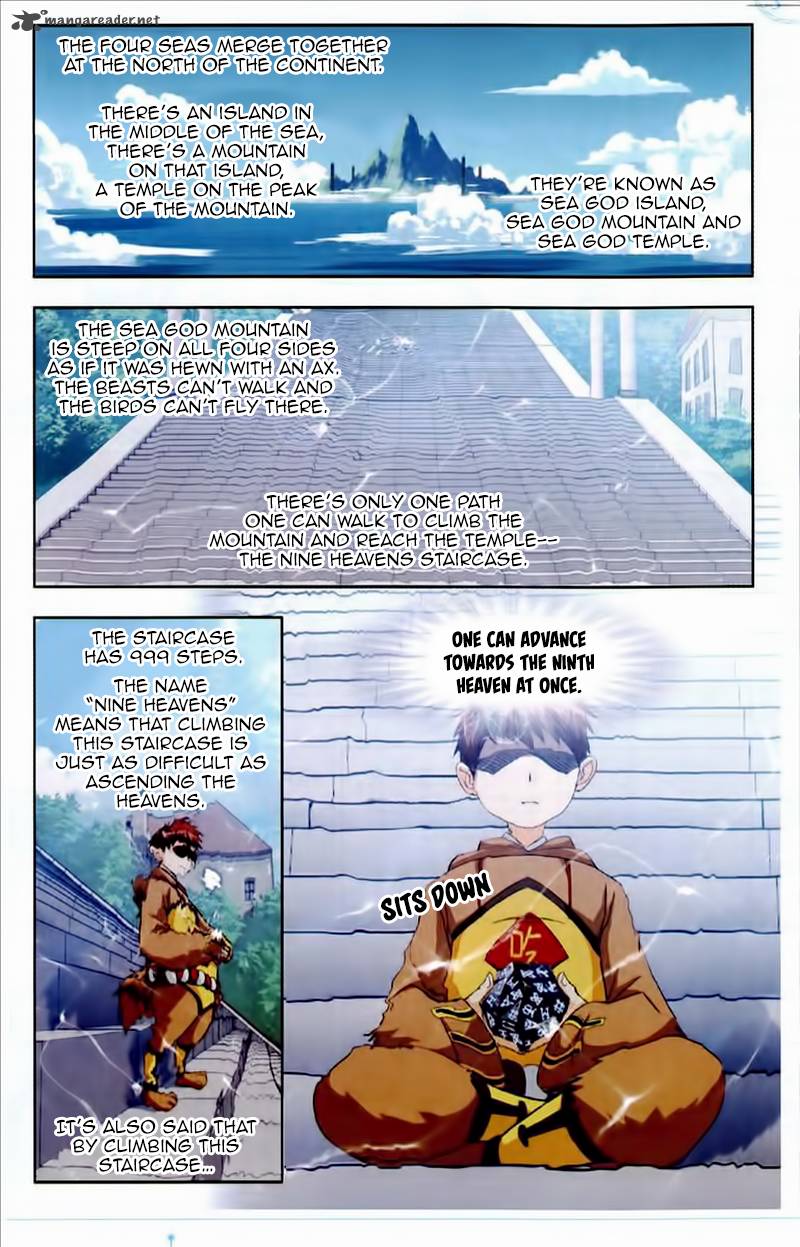 mangareader.net
THE FOUR SEAS MERGE TOGETHER
AT THE NORTH OF THE CONTINENT.
THERE'S AN ISLAND IN
THE MIDDLE OF THE SEA,
THERE'S A MOUNTAIN
ON THAT ISLAND,
A TEMPLE ON THE PEAK
OF THE MOUNTAIN.
THEY'RE KNOWN AS
SEA GOD ISLAND,
SEA GOD MOUNTAIN AND
SEA GOD TEMPLE.
THE SEA GOD MOUNTAIN
IS STEEP ON ALL FOUR SIDES
AS IF IT WAS HEWN WITH AN AX.
THE BEASTS CAN'T WALK AND
THE BIRDS CAN'T FLY THERE.
THERE'S ONLY ONE PATH
ONE CAN WALK TO CLIMB THE
MOUNTAIN AND REACH THE TEMPLE--
THE NINE HEAVENS STAIRCASE.
THE STAIRCASE
HAS 999 STEPS.
THE NAME
"NINE HEAVENS"
MEANS THAT CLIMBING
THIS STAIRCASE IS
JUST AS DIFFICULT AS
ASCENDING THE
HEAVENS.
IT'S ALSO SAID THAT
BY CLIMBING THIS
STAIRCASE...
ONE CAN ADVANCE
TOWARDS THE NINTH
HEAVEN AT ONCE.
SITS DOWN